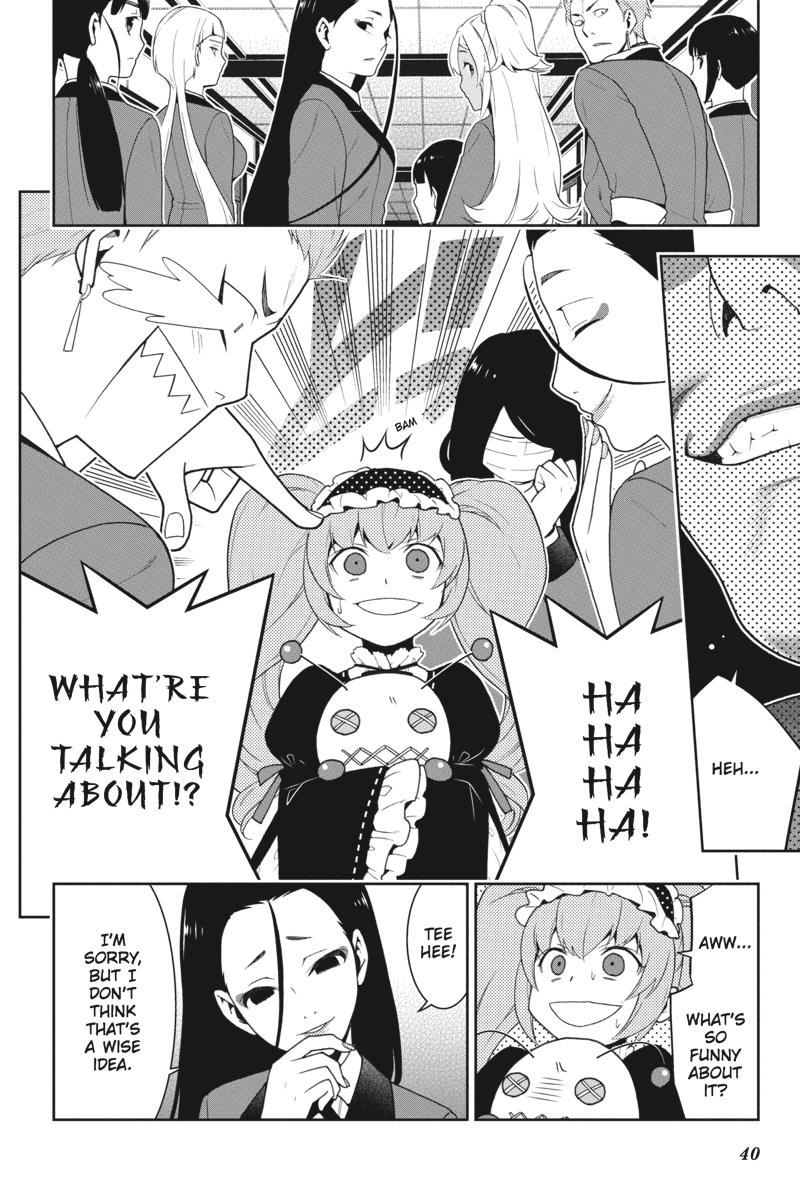 HEH...
HA
HA
HA
HA!
BAM
WHAT'RE
YOU
TALKING
ABOUT!?
AWW...
WHAT'S
SO
FUNNY
ABOUT
IT?
TEE
HEE!
I'M
SORRY,
BUT I
DON'T
THINK
THAT'S
A WISE
IDEA.
40